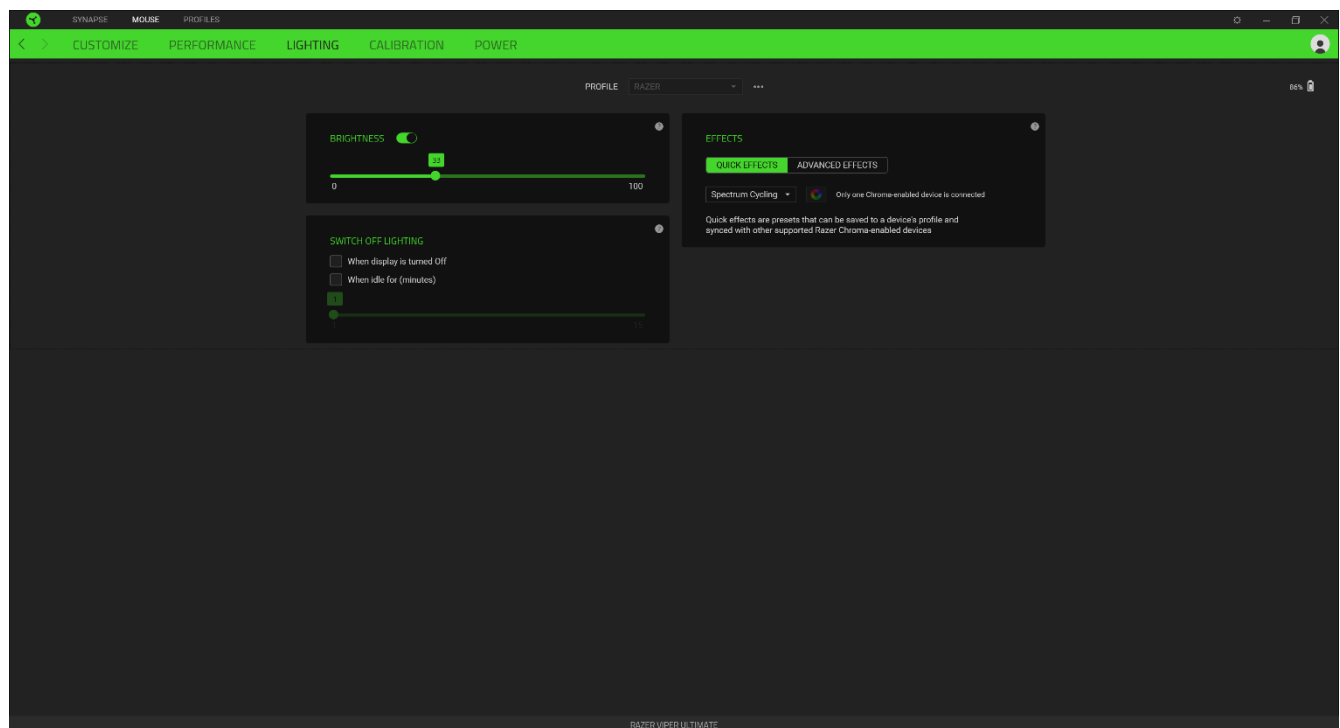 SYNAPSE MOUSE PROFILES
CUSTOMIZE PERFORMANCE LIGHTING CALIBRATION POWER
PROFILE RAZER
86%
BRIGHTNESS
33
0 100
SWITCH OFF LIGHTING
When display is turned Off
When idle for (minutes)
1
1 15
EFFECTS
QUICK EFFECTS ADVANCED EFFECTS
Spectrum Cycling Only one Chroma-enabled device is connected
Quick effects are presets that can be saved to a device's profile and
synced with other supported Razer Chroma-enabled devices
RAZER VIPER ULTIMATE